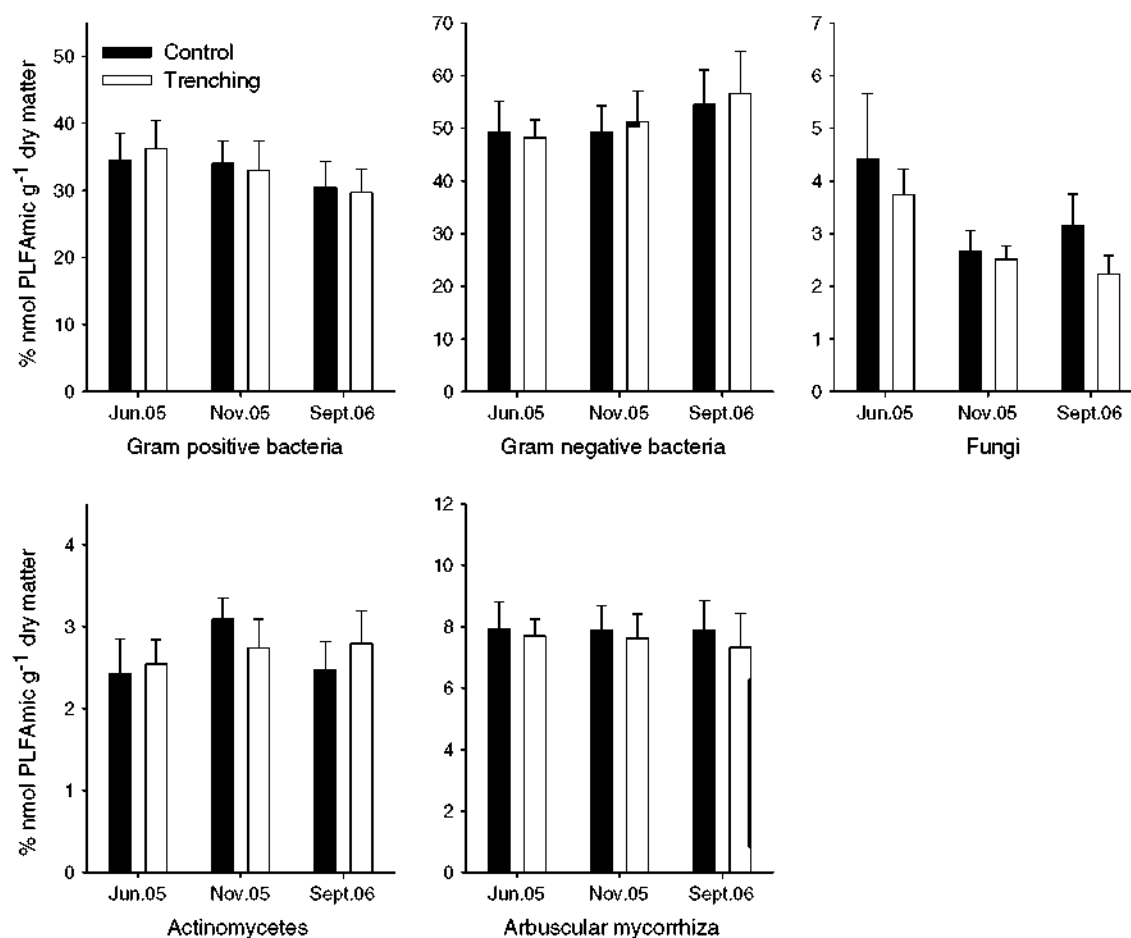 % nmol PLFAmic g⁻¹ dry matter
50
40
30
20
10
0
Control
Trenching
Jun.05 Nov.05 Sept.06
Gram positive bacteria
70
60
50
40
30
20
10
0
Jun.05 Nov.05 Sept.06
Gram negative bacteria
7
6
5
4
3
2
1
0
Jun.05 Nov.05 Sept.06
Fungi
% nmol PLFAmic g⁻¹ dry matter
4
3
2
1
0
Jun.05 Nov.05 Sept.06
Actinomycetes
12
10
8
6
4
2
0
Jun.05 Nov.05 Sept.06
Arbuscular mycorrhiza